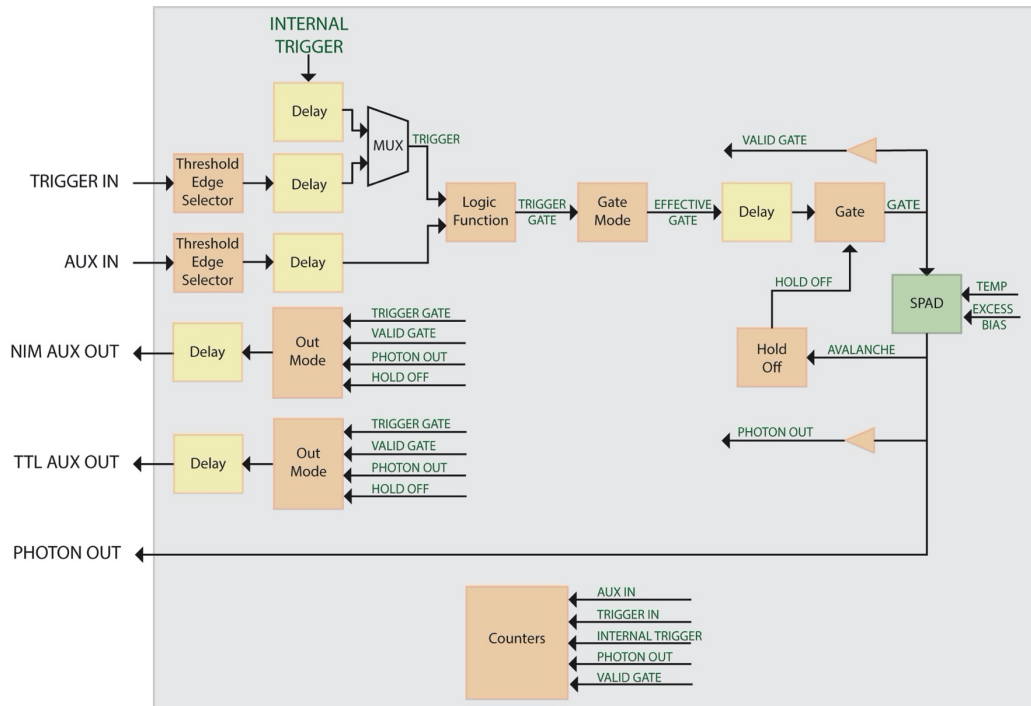 INTERNAL
TRIGGER
Delay
MUX
TRIGGER
TRIGGER IN
Threshold
Edge
Selector
Delay
VALID GATE
Logic
Function
TRIGGER
GATE
Gate
Mode
EFFECTIVE
GATE
Delay
Gate
GATE
AUX IN
Threshold
Edge
Selector
Delay
HOLD OFF
SPAD
TEMP
EXCESS
BIAS
NIM AUX OUT
Delay
Out
Mode
TRIGGER GATE
VALID GATE
PHOTON OUT
HOLD OFF
Hold
Off
AVALANCHE
TTL AUX OUT
Delay
Out
Mode
TRIGGER GATE
VALID GATE
PHOTON OUT
HOLD OFF
PHOTON OUT
PHOTON OUT
Counters
AUX IN
TRIGGER IN
INTERNAL TRIGGER
PHOTON OUT
VALID GATE